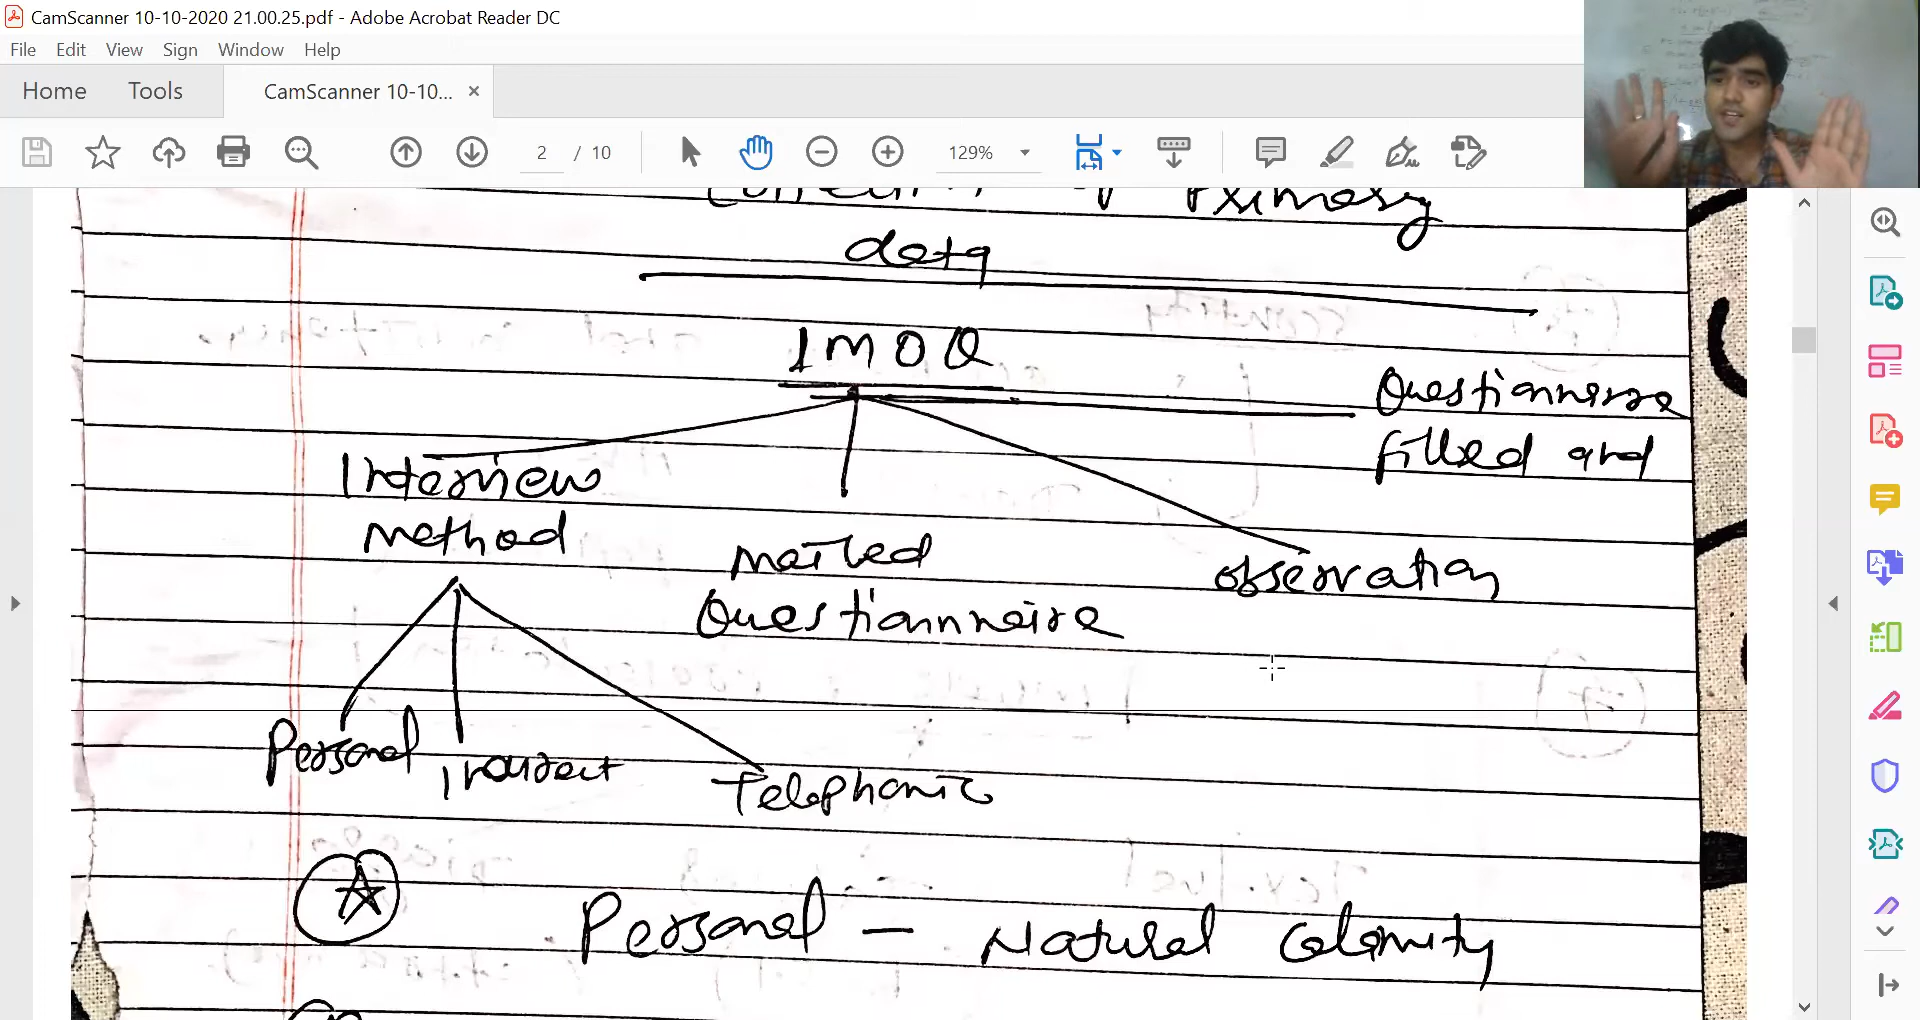 CamScanner 10-10-2020 21.00.25.pdf - Adobe Acrobat Reader DC
File Edit View Sign Window Help
Home Tools CamScanner 10-10... ×
2 / 10 129%
Primary
data
IMOQ
Interview
method
Mailed
Questionnaire
Observation
Questionnaire
filled and
Personal Indirect Telephonic
Personal — Natural Calamity